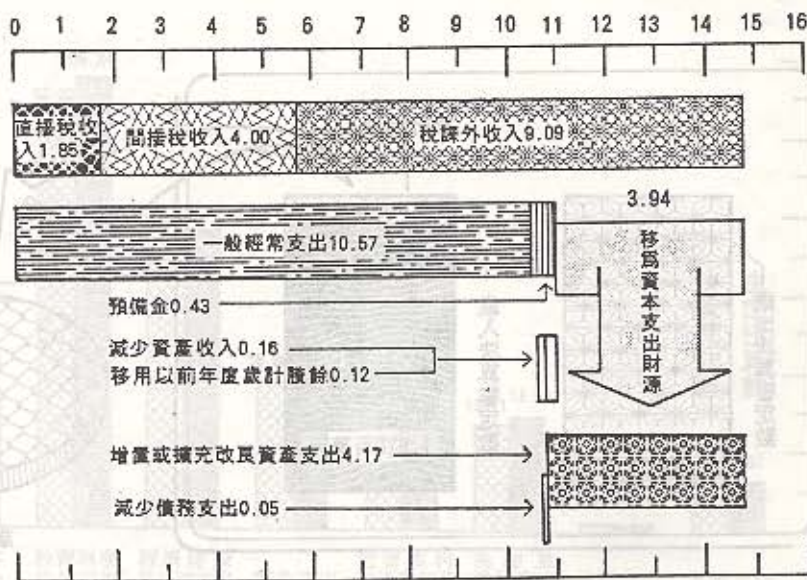 0 1 2 3 4 5 6 7 8 9 10 11 12 13 14 15 16
直接稅收
入1.85
間接稅收入4.00
稅課外收入9.09
3.94
一般經常支出10.57
移爲資本支出財源
預備金0.43
減少資產收入0.16
移用以前年度歲計賸餘0.12
增置或擴充改良資產支出4.17
減少債務支出0.05